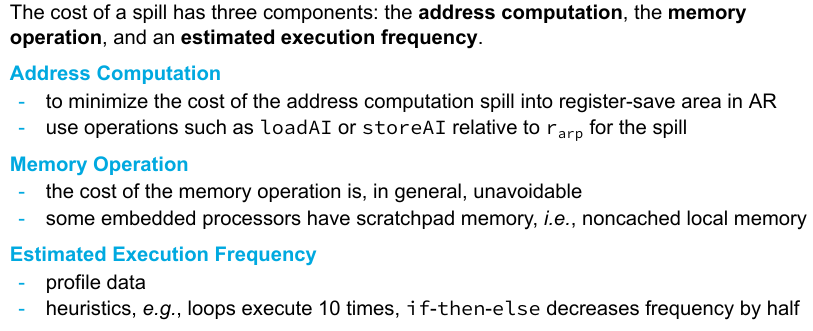 The cost of a spill has three components: the address computation, the memory
operation, and an estimated execution frequency.
Address Computation
- to minimize the cost of the address computation spill into register-save area in AR
- use operations such as loadAI or storeAI relative to r_arp for the spill
Memory Operation
- the cost of the memory operation is, in general, unavoidable
- some embedded processors have scratchpad memory, i.e., noncached local memory
Estimated Execution Frequency
- profile data
- heuristics, e.g., loops execute 10 times, if-then-else decreases frequency by half